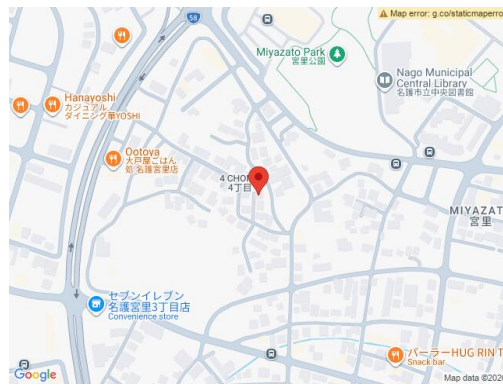 Map error: g.co/staticmaperro
58
Miyazato Park
宮里公園
Nago Municipal
Central Library
名護市立中央図書館
Hanayoshi
カジュアル
ダイニング華YOSHI
Ootoya
大戸屋ごはん
処 名護宮里店
4 CHOME
4丁目
MIYAZAT
宮里
セブンイレブン
名護宮里3丁目店
Convenience store
パーラーHUG RIN T
Snack bar
Google
Map data ©202